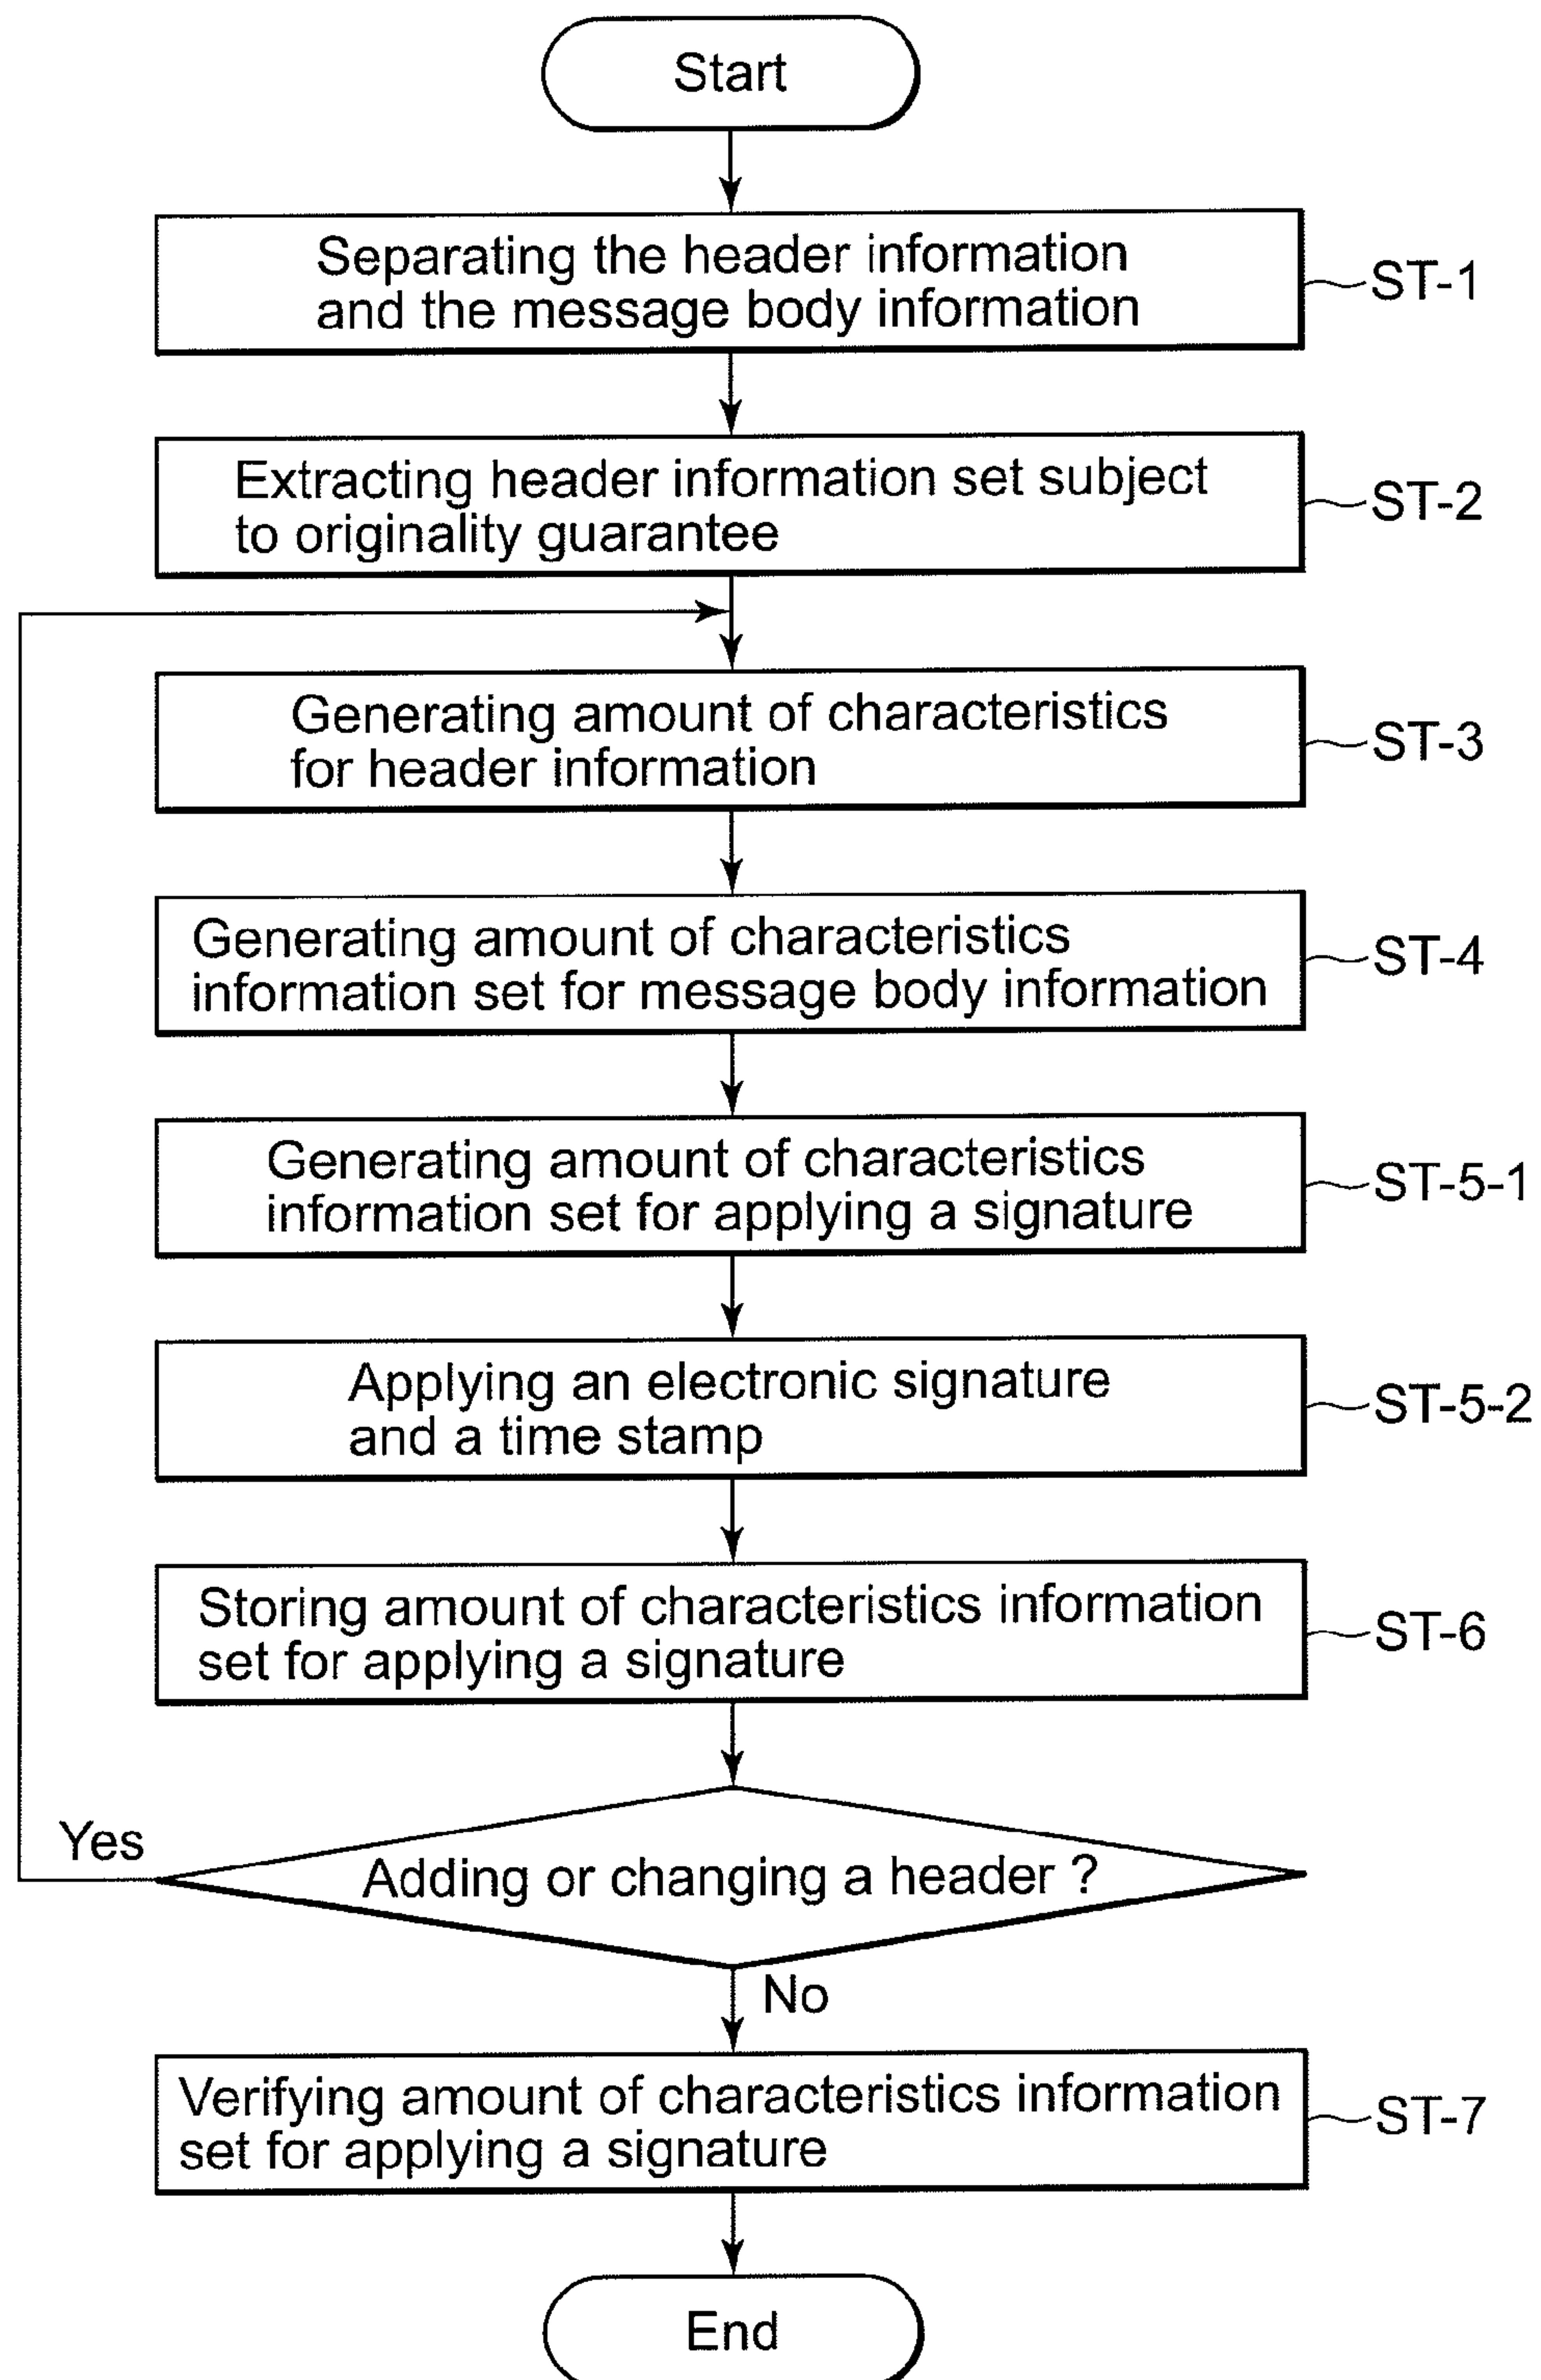 Start
Separating the header information
and the message body information
ST-1
Extracting header information set subject
to originality guarantee
ST-2
Generating amount of characteristics
for header information
ST-3
Generating amount of characteristics
information set for message body information
ST-4
Generating amount of characteristics
information set for applying a signature
ST-5-1
Applying an electronic signature
and a time stamp
ST-5-2
Storing amount of characteristics information
set for applying a signature
ST-6
Yes
Adding or changing a header ?
No
Verifying amount of characteristics information
set for applying a signature
ST-7
End